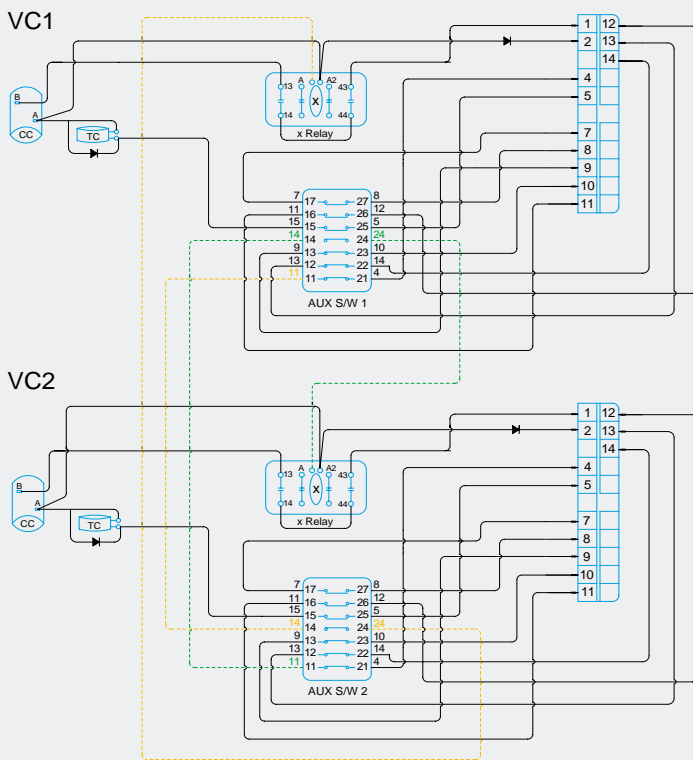 VC1
1 12
2 13
14
4
5
7
8
9
10
11
B
A
CC
TC
A A2
13 43
X
14 44
x Relay
7 17 27 8
11 16 26 12
15 15 25 5
14 14 24 24
9 13 23 10
13 12 22 14
11 11 21 4
AUX S/W 1
VC2
1 12
2 13
14
4
5
7
8
9
10
11
B
A
CC
TC
A A2
13 43
X
14 44
x Relay
7 17 27 8
11 16 26 12
15 15 25 5
14 14 24 24
9 13 23 10
13 12 22 14
11 11 21 4
AUX S/W 2